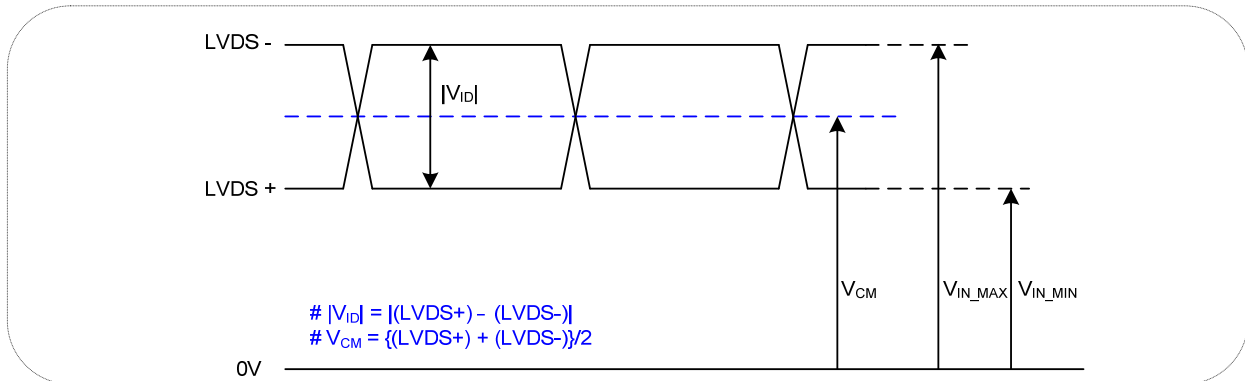 LVDS -
|VID|
LVDS +
VCM
VIN_MAX
VIN_MIN
# |VID| = |(LVDS+) – (LVDS-)|
# VCM = {(LVDS+) + (LVDS-)}/2
0V